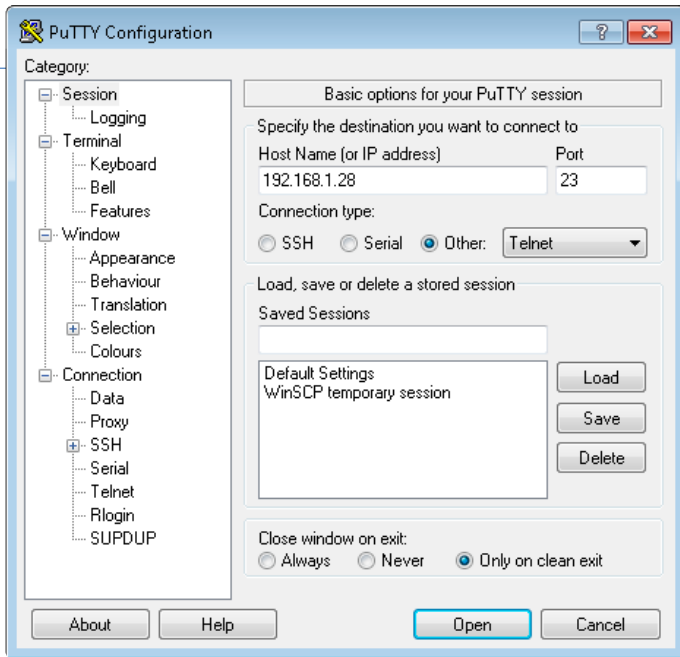 PuTTY Configuration
Category:
Session
Logging
Terminal
Keyboard
Bell
Features
Window
Appearance
Behaviour
Translation
Selection
Colours
Connection
Data
Proxy
SSH
Serial
Telnet
Rlogin
SUPDUP
Basic options for your PuTTY session
Specify the destination you want to connect to
Host Name (or IP address) Port
192.168.1.28 23
Connection type:
SSH Serial Other: Telnet
Load, save or delete a stored session
Saved Sessions
Default Settings
WinSCP temporary session
Load
Save
Delete
Close window on exit:
Always Never Only on clean exit
About Help Open Cancel